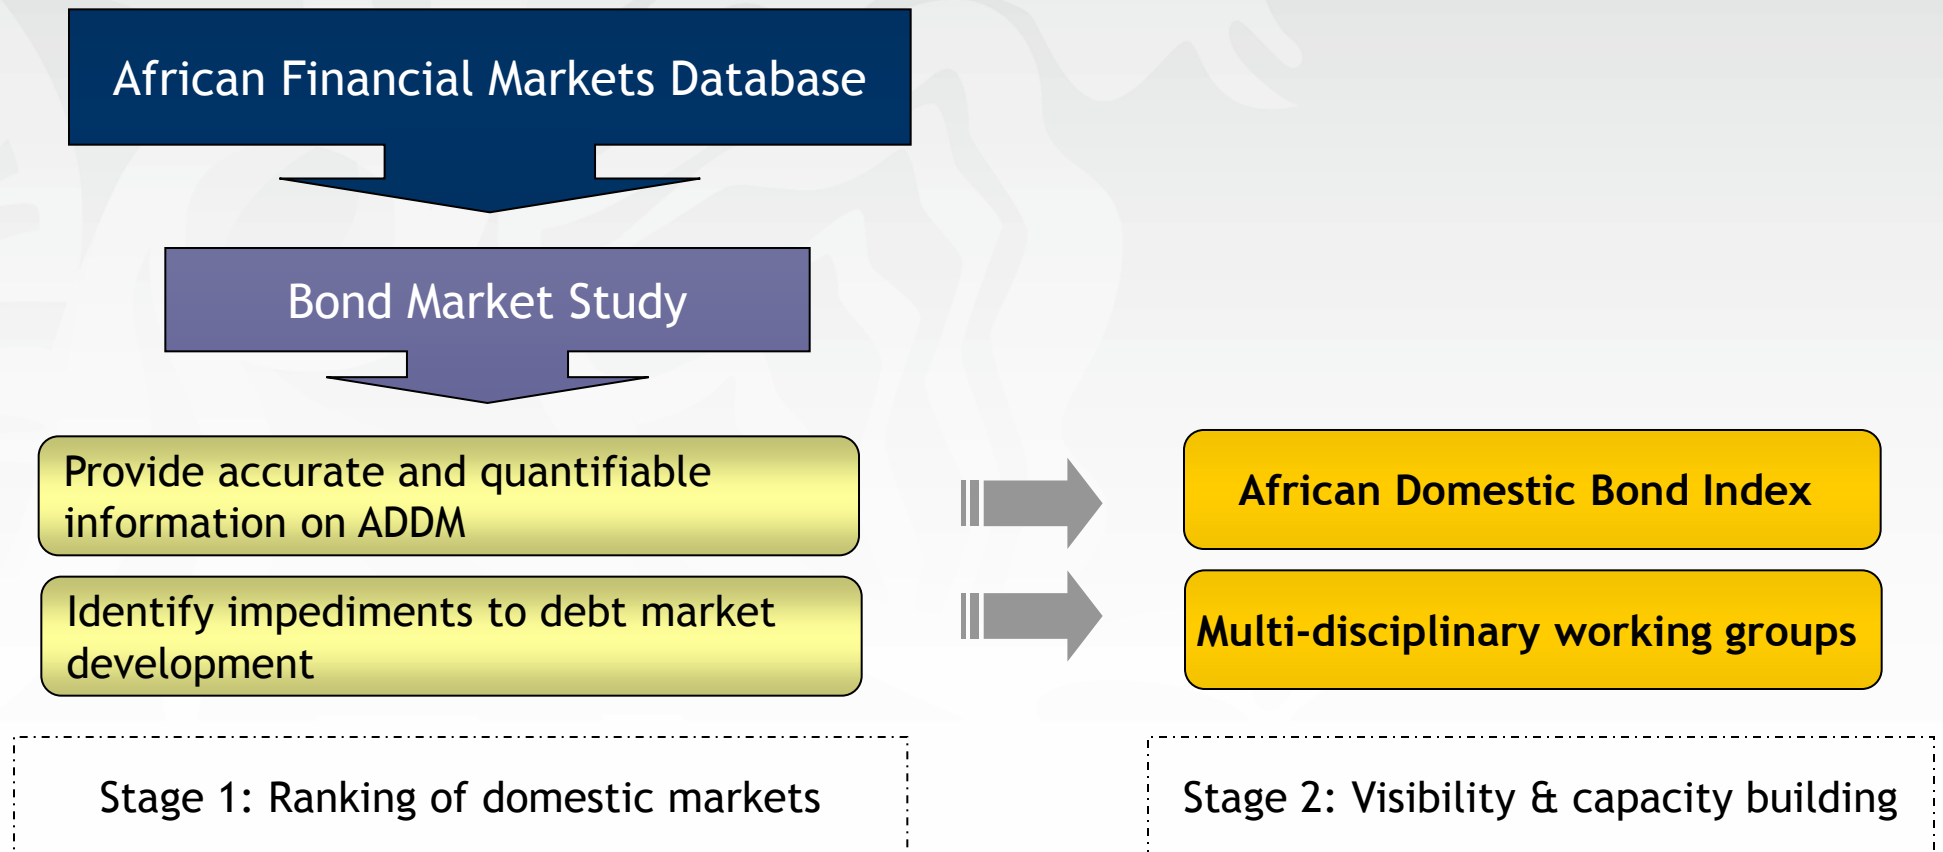 African Financial Markets Database
Bond Market Study
Provide accurate and quantifiable
information on ADDM
African Domestic Bond Index
Identify impediments to debt market
development
Multi-disciplinary working groups
Stage 1: Ranking of domestic markets
Stage 2: Visibility & capacity building